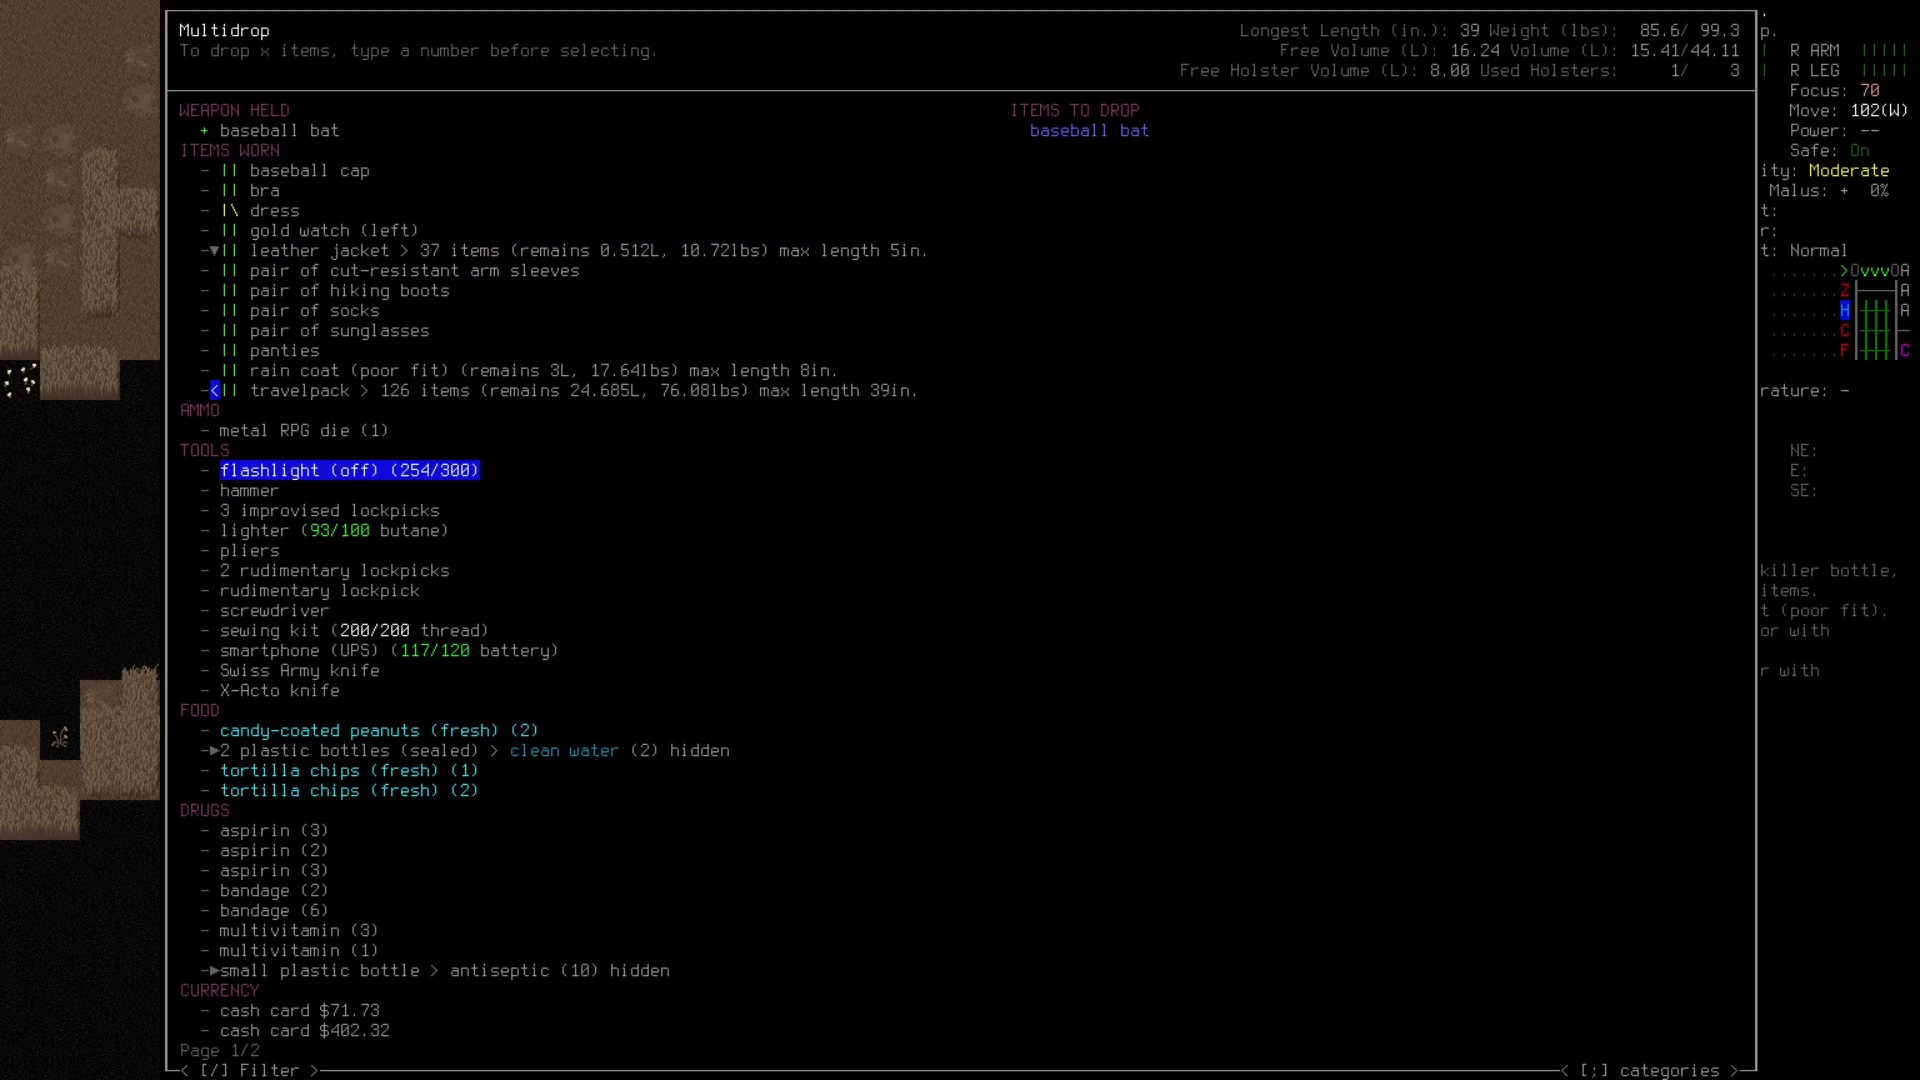 Multidrop
To drop x items, type a number before selecting.
Longest Length (in.): 39 Weight (lbs): 85.6/ 99.3
Free Volume (L): 16.24 Volume (L): 15.41/44.11
Free Holster Volume (L): 8.00 Used Holsters: 1/ 3
WEAPON HELD
+ baseball bat
ITEMS WORN
- || baseball cap
- || bra
- |\ dress
- || gold watch (left)
-▼|| leather jacket > 37 items (remains 0.512L, 10.72lbs) max length 5in.
- || pair of cut-resistant arm sleeves
- || pair of hiking boots
- || pair of socks
- || pair of sunglasses
- || panties
- || rain coat (poor fit) (remains 3L, 17.64lbs) max length 8in.
-<|| travelpack > 126 items (remains 24.685L, 76.08lbs) max length 39in.
AMMO
- metal RPG die (1)
TOOLS
- flashlight (off) (254/300)
- hammer
- 3 improvised lockpicks
- lighter (93/100 butane)
- pliers
- 2 rudimentary lockpicks
- rudimentary lockpick
- screwdriver
- sewing kit (200/200 thread)
- smartphone (UPS) (117/120 battery)
- Swiss Army knife
- X-Acto knife
FOOD
- candy-coated peanuts (fresh) (2)
-▶2 plastic bottles (sealed) > clean water (2) hidden
- tortilla chips (fresh) (1)
- tortilla chips (fresh) (2)
DRUGS
- aspirin (3)
- aspirin (2)
- aspirin (3)
- bandage (2)
- bandage (6)
- multivitamin (3)
- multivitamin (1)
-▶small plastic bottle > antiseptic (10) hidden
CURRENCY
- cash card $71.73
- cash card $402.32
Page 1/2
< [/] Filter >
< [;] categories >
ITEMS TO DROP
baseball bat
p.
R ARM |||||
R LEG |||||
Focus: 70
Move: 102(W)
Power: --
Safe: On
ity: Moderate
Malus: + 0%
t:
r:
t: Normal
.......>OvvvOA
.......Z|---|A
.......H|+++|A
.......C|+++|-
.......F|+++|C
rature: -
NE:
E:
SE:
killer bottle,
items.
t (poor fit).
or with
r with